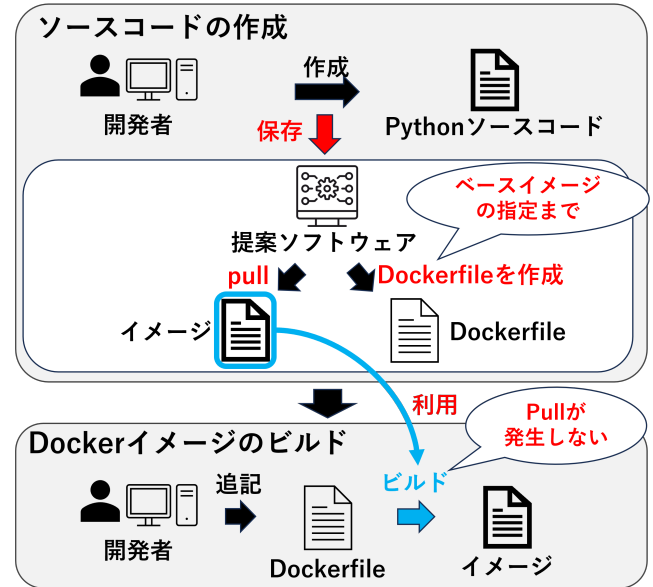 ソースコードの作成
作成
開発者
Pythonソースコード
保存
ベースイメージ
の指定まで
提案ソフトウェア
pull
Dockerfileを作成
イメージ
Dockerfile
利用
Pullが
発生しない
Dockerイメージのビルド
追記
ビルド
開発者
Dockerfile
イメージ